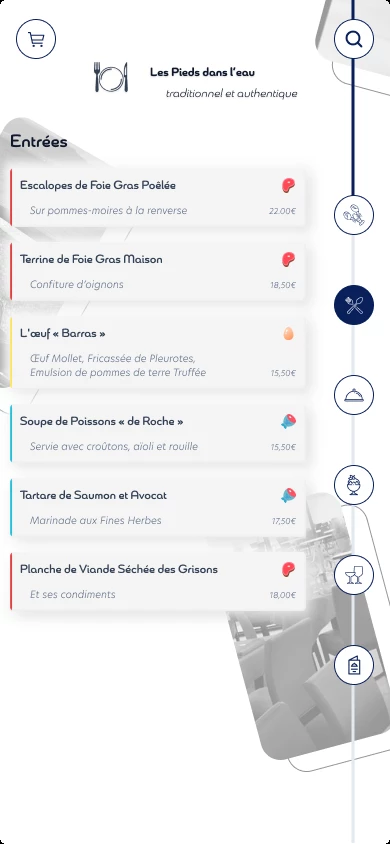 Les Pieds dans l'eau
traditionnel et authentique
Entrées
Escalopes de Foie Gras Poêlée
Sur pommes-moires à la renverse
22.00€
Terrine de Foie Gras Maison
Confiture d'oignons
18,50€
L'œuf « Barras »
Œuf Mollet, Fricassée de Pleurotes,
Emulsion de pommes de terre Truffée
15,50€
Soupe de Poissons « de Roche »
Servie avec croûtons, aïoli et rouille
15,50€
Tartare de Saumon et Avocat
Marinade aux Fines Herbes
17,50€
Planche de Viande Séchée des Grisons
Et ses condiments
18,00€